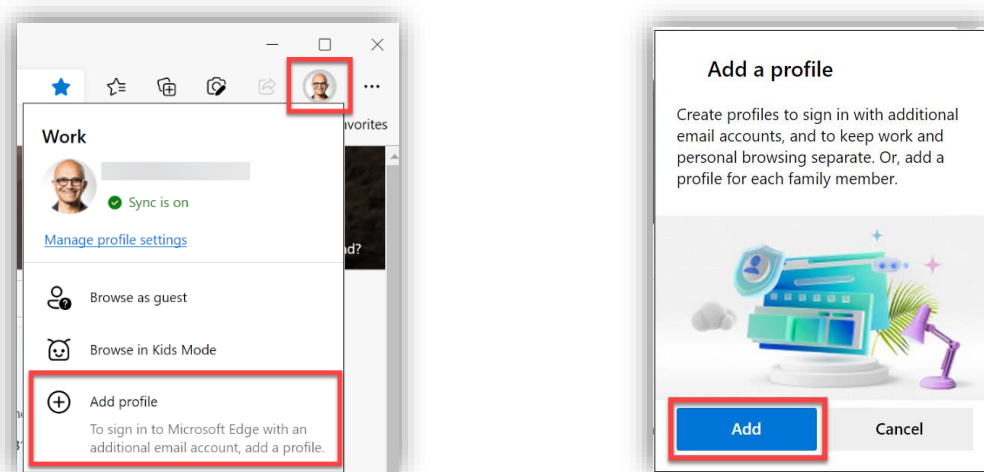 avorites
Work
Sync is on
Manage profile settings
nd?
Browse as guest
Browse in Kids Mode
Add profile
To sign in to Microsoft Edge with an
additional email account, add a profile.
Add a profile
Create profiles to sign in with additional
email accounts, and to keep work and
personal browsing separate. Or, add a
profile for each family member.
Add
Cancel